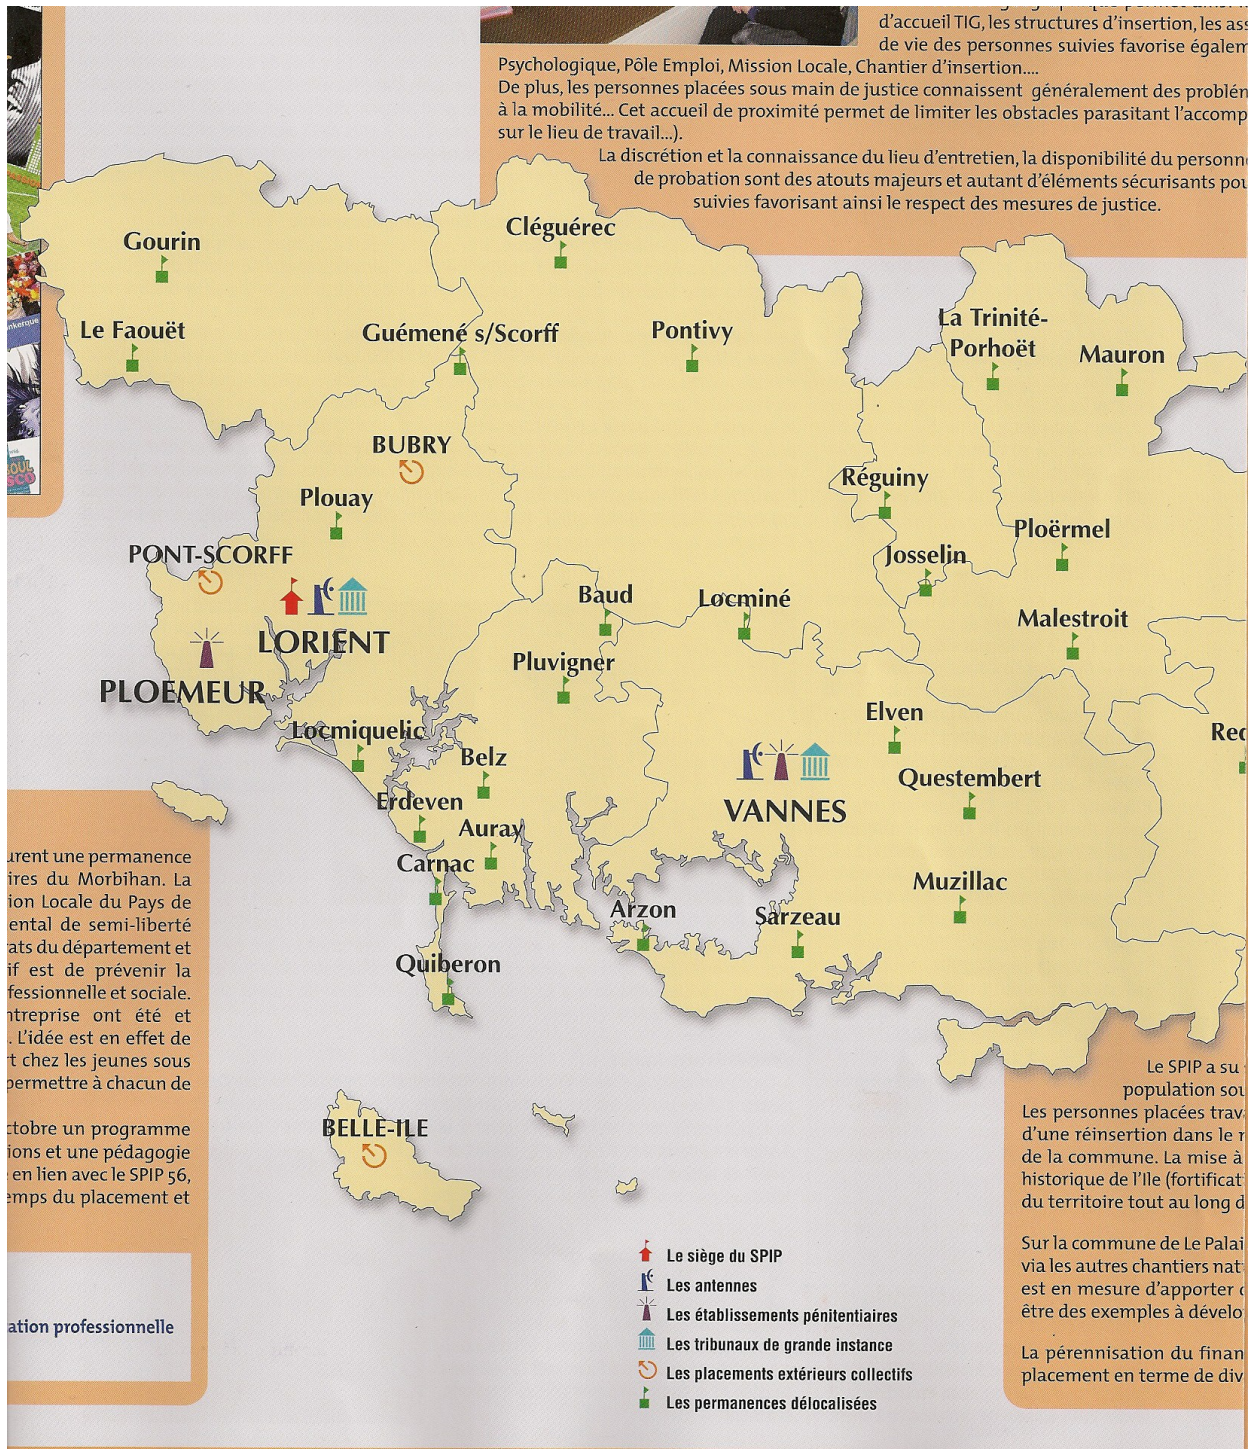 d'accueil TIG, les structures d'insertion, les ass
de vie des personnes suivies favorise égalem
Psychologique, Pôle Emploi, Mission Locale, Chantier d'insertion....
De plus, les personnes placées sous main de justice connaissent généralement des problém
à la mobilité... Cet accueil de proximité permet de limiter les obstacles parasitant l'accomp
sur le lieu de travail...).
La discrétion et la connaissance du lieu d'entretien, la disponibilité du personne
de probation sont des atouts majeurs et autant d'éléments sécurisants pou
suivies favorisant ainsi le respect des mesures de justice.
Cléguérec
Gourin
Le Faouët
Guémené s/Scorff
Pontivy
La Trinité-
Porhoët
Mauron
nkerque
BUBRY
Réguiny
Plouay
Ploërmel
PONT-SCORFF
Josselin
Baud
Locminé
Malestroit
LORIENT
Pluvigner
PLOEMEUR
Elven
Locmiquelic
Red
Belz
Questembert
Erdeven
VANNES
Auray
Carnac
Muzillac
Arzon
Sarzeau
Quiberon
BELLE-ILE
urent une permanence
ires du Morbihan. La
ion Locale du Pays de
ental de semi-liberté
rats du département et
if est de prévenir la
fessionnelle et sociale.
ntreprise ont été et
. L'idée est en effet de
rt chez les jeunes sous
permettre à chacun de
ctobre un programme
ions et une pédagogie
en lien avec le SPIP 56,
emps du placement et
ation professionnelle
Le siège du SPIP
Les antennes
Les établissements pénitentiaires
Les tribunaux de grande instance
Les placements extérieurs collectifs
Les permanences délocalisées
Le SPIP a su
population sou
Les personnes placées trava
d'une réinsertion dans le
de la commune. La mise à
historique de l'Ile (fortificat
du territoire tout au long d
Sur la commune de Le Palai
via les autres chantiers nat
est en mesure d'apporter
être des exemples à dévelo
La pérennisation du finan
placement en terme de div